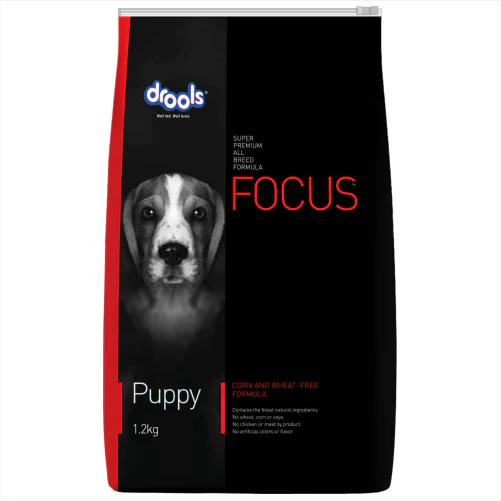 drools
Well fed. Well bred.
SUPER
PREMIUM
ALL
BREED
FORMULA
FOCUS™
Puppy
1.2kg
CORN AND WHEAT-FREE
FORMULA
Contains the finest natural ingredients.
No wheat, corn or soya.
No chicken or meat by product.
No artificial colors or flavor.